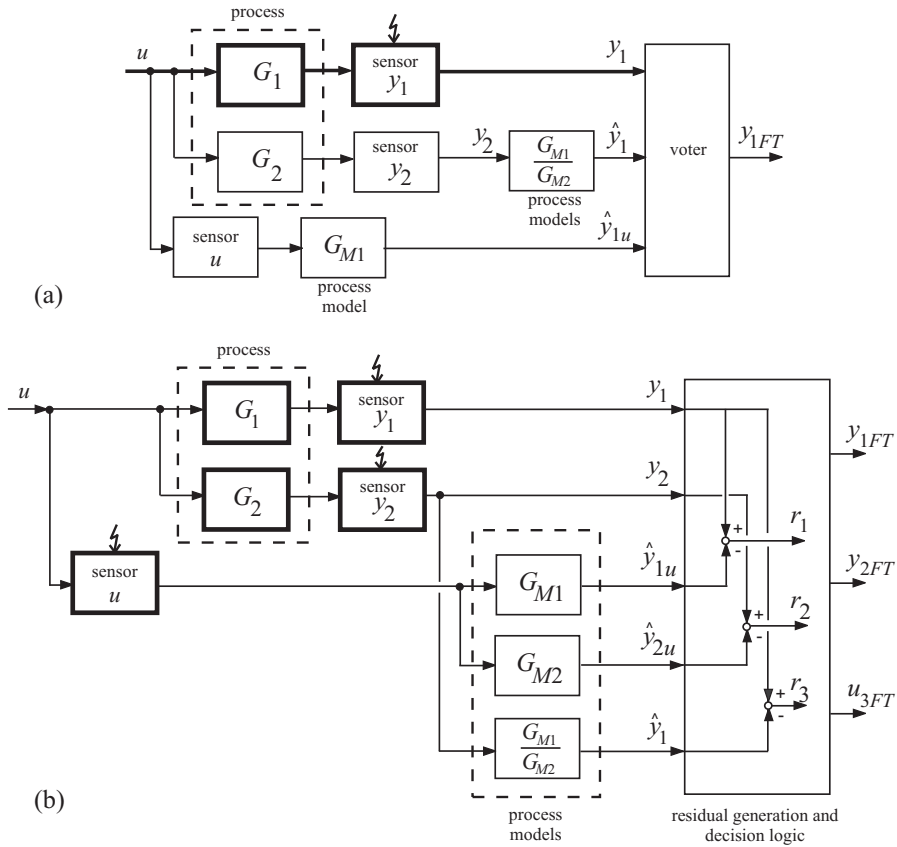 process
u
G1
sensor
y1
y1
G2
sensor
y2
y2
GM1
GM2
ŷ1
process
models
voter
y1FT
sensor
u
GM1
process
model
ŷ1u
(a)
process
u
G1
sensor
y1
y1
y1FT
G2
sensor
y2
y2
+
-
r1
sensor
u
GM1
ŷ1u
y2FT
GM2
ŷ2u
+
-
r2
GM1
GM2
ŷ1
+
-
r3
u3FT
(b)
process
models
residual generation and
decision logic